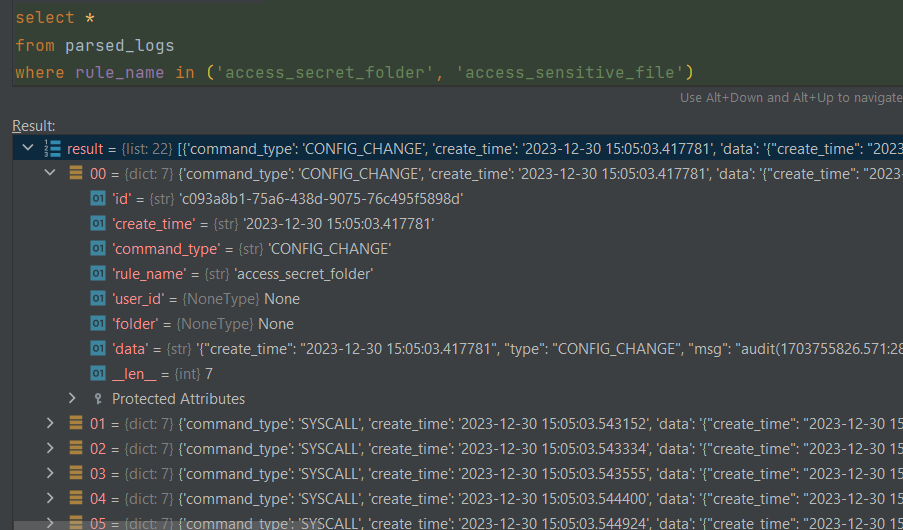 select *
from parsed_logs
where rule_name in ('access_secret_folder', 'access_sensitive_file')
Use Alt+Down and Alt+Up to navigate
Result:
result = {list: 22} [{'command_type': 'CONFIG_CHANGE', 'create_time': '2023-12-30 15:05:03.417781', 'data': '{"create_time": "2023
00 = {dict: 7} {'command_type': 'CONFIG_CHANGE', 'create_time': '2023-12-30 15:05:03.417781', 'data': '{"create_time": "2023-
'id' = {str} 'c093a8b1-75a6-438d-9075-76c495f5898d'
'create_time' = {str} '2023-12-30 15:05:03.417781'
'command_type' = {str} 'CONFIG_CHANGE'
'rule_name' = {str} 'access_secret_folder'
'user_id' = {NoneType} None
'folder' = {NoneType} None
'data' = {str} '{"create_time": "2023-12-30 15:05:03.417781", "type": "CONFIG_CHANGE", "msg": "audit(1703755826.571:28
__len__ = {int} 7
Protected Attributes
01 = {dict: 7} {'command_type': 'SYSCALL', 'create_time': '2023-12-30 15:05:03.543152', 'data': '{"create_time": "2023-12-30 15
02 = {dict: 7} {'command_type': 'SYSCALL', 'create_time': '2023-12-30 15:05:03.543334', 'data': '{"create_time": "2023-12-30 15
03 = {dict: 7} {'command_type': 'SYSCALL', 'create_time': '2023-12-30 15:05:03.543555', 'data': '{"create_time": "2023-12-30 15
04 = {dict: 7} {'command_type': 'SYSCALL', 'create_time': '2023-12-30 15:05:03.544400', 'data': '{"create_time": "2023-12-30 15
05 = {dict: 7} {'command_type': 'SYSCALL', 'create_time': '2023-12-30 15:05:03.544924', 'data': '{"create_time": "2023-12-30 15